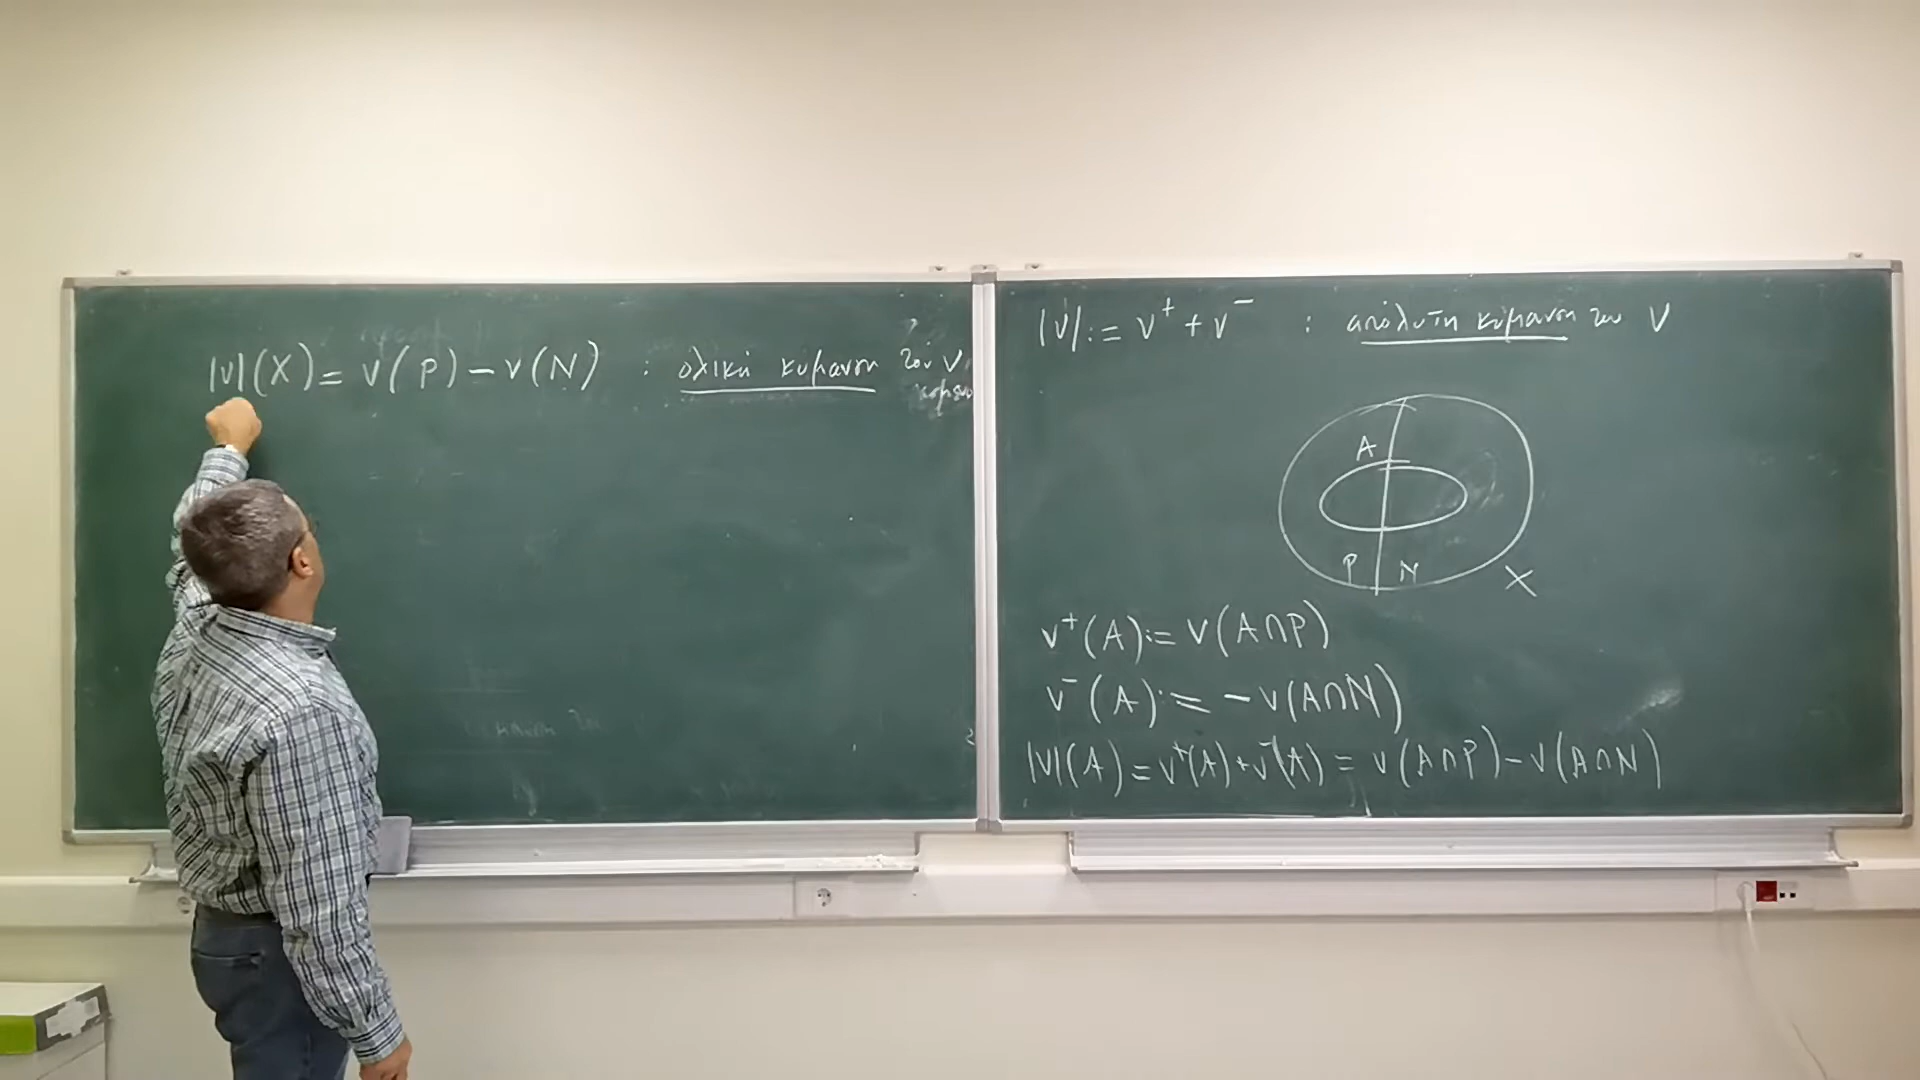 |ν|(X) = ν(P) - ν(N) : ολική κύμανση του ν
|ν| := ν⁺ + ν⁻ : απόλυτη κύμανση του ν
A
P N X
ν⁺(A) := ν(A∩P)
ν⁻(A) := -ν(A∩N)
|ν|(A) = ν⁺(A) + ν⁻(A) = ν(A∩P) - ν(A∩N)